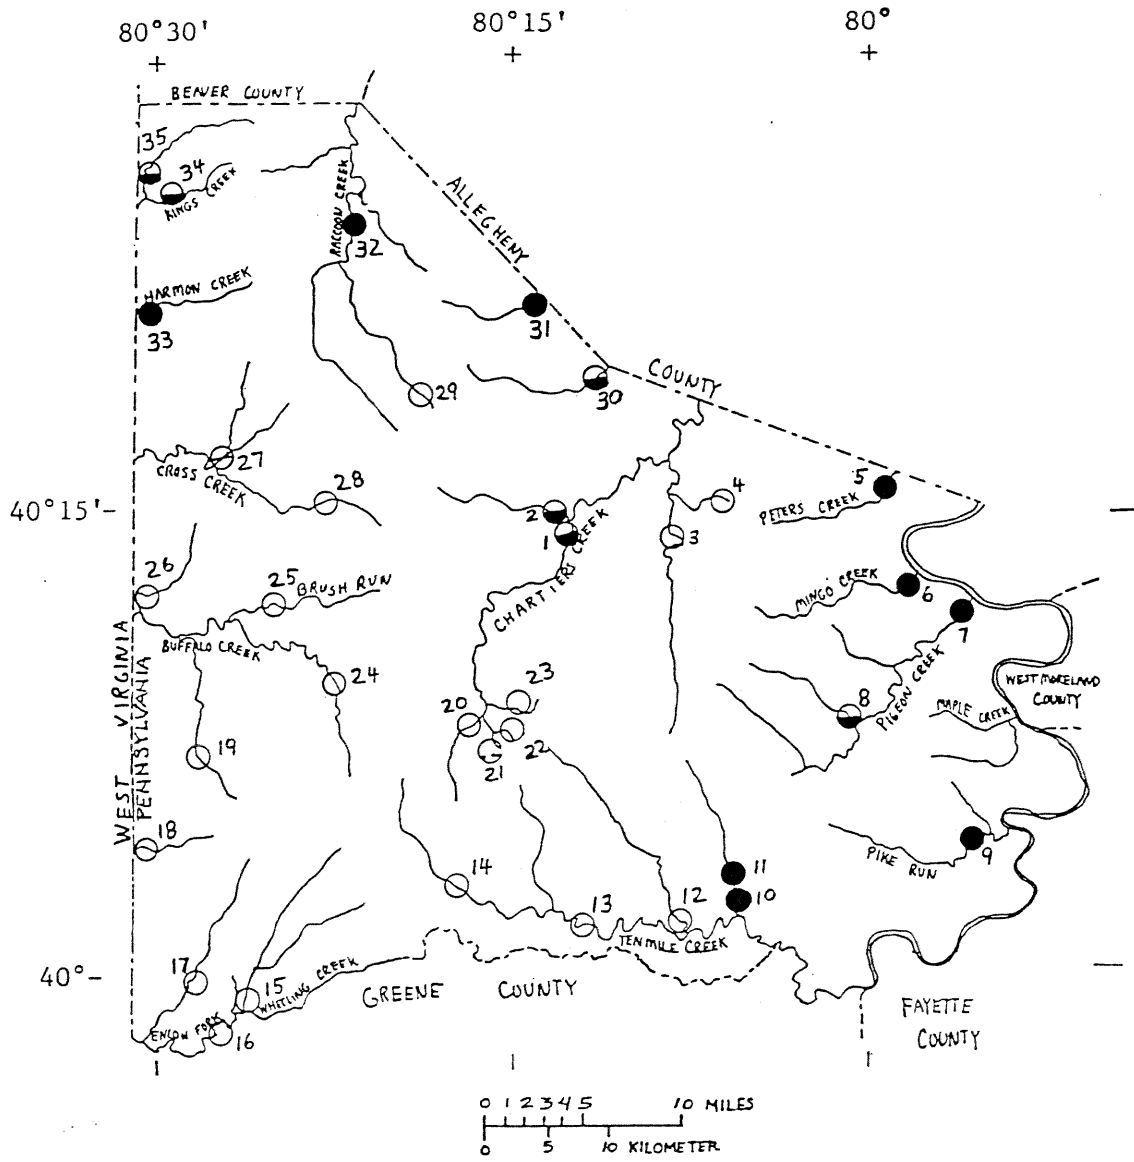 80°30'
80°15'
80°
BEAVER COUNTY
35
34
KINGS CREEK
RACCOON CREEK
32
ALLEGHENY
COUNTY
HARMON CREEK
33
31
30
29
27
CROSS CREEK
28
5
PETERS CREEK
4
40°15'
2
1
3
CHARTIERS CREEK
26
25
BRUSH RUN
MINGO CREEK
6
7
BUFFALO CREEK
24
23
20
22
21
8
PIGEON CREEK
WESTMORELAND
COUNTY
MAPLE CREEK
WEST VIRGINIA
PENNSYLVANIA
19
18
14
13
12
11
10
9
PIKE RUN
TENMILE CREEK
40°
17
15
WHEELING CREEK
ENLOW FORK
16
GREENE COUNTY
FAYETTE
COUNTY
0 1 2 3 4 5 10 MILES
0 5 10 KILOMETER